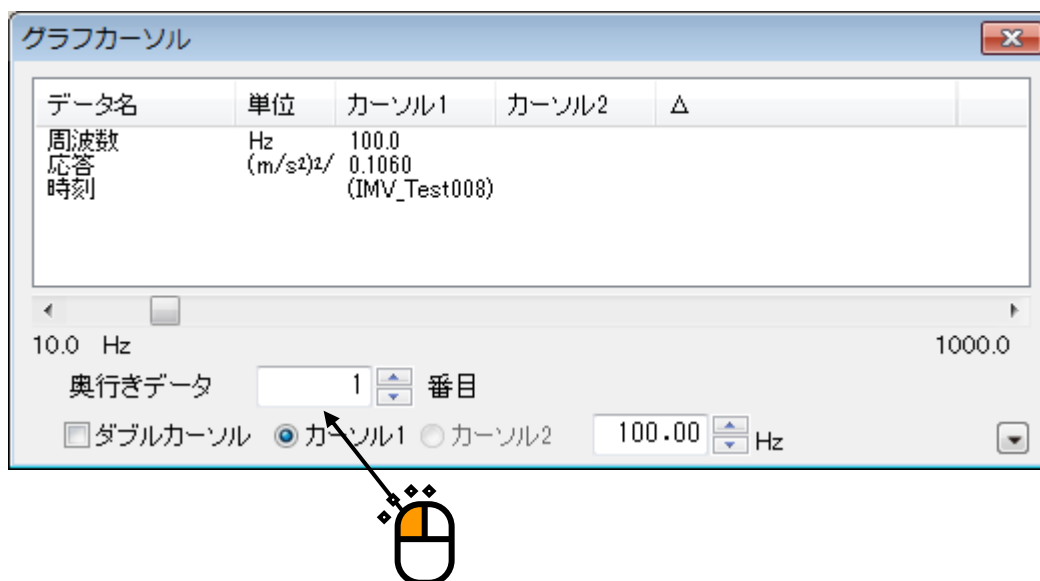 グラフカーソル
データ名 単位 カーソル1 カーソル2 Δ
周波数 Hz 100.0
応答 (m/s²)²/ 0.1060
時刻 (IMV_Test008)
10.0 Hz 1000.0
奥行きデータ 1 番目
ダブルカーソル カーソル1 カーソル2 100.00 Hz